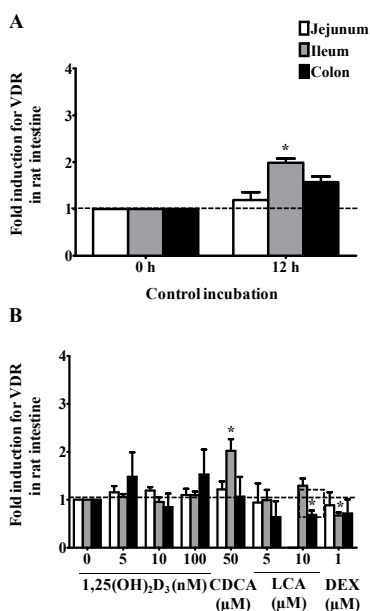 A
Jejunum
Ileum
Colon
Fold induction for VDR
in rat intestine
4
3
2
1
0
*
0 h
12 h
Control incubation
B
Fold induction for VDR
in rat intestine
4
3
2
1
0
*
*
*
0
5
10
100
50
5
10
1
1,25(OH)₂D₃(nM)
CDCA
(µM)
LCA
(µM)
DEX
(µM)